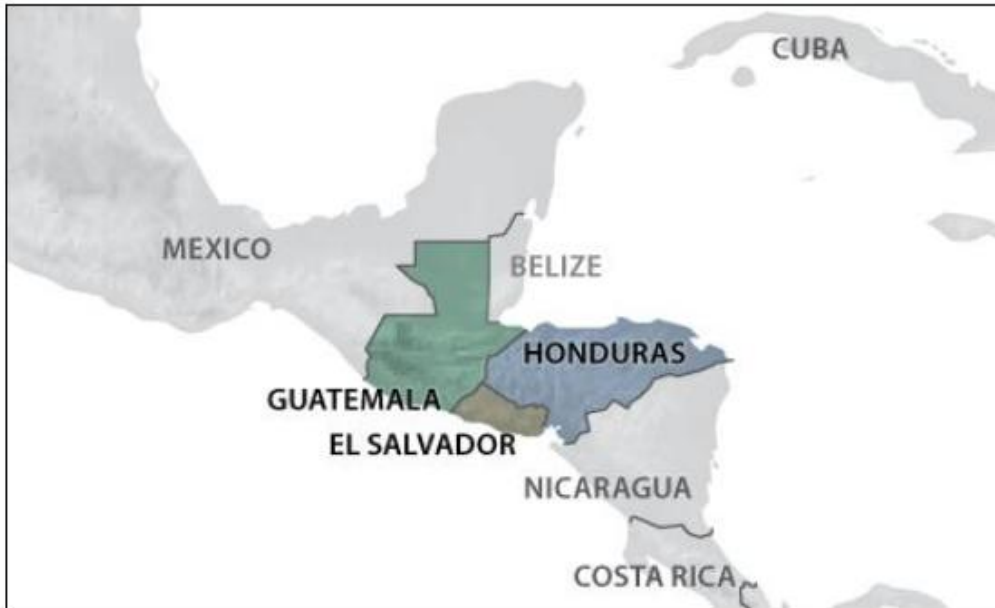 CUBA
MEXICO
BELIZE
HONDURAS
GUATEMALA
EL SALVADOR
NICARAGUA
COSTA RICA